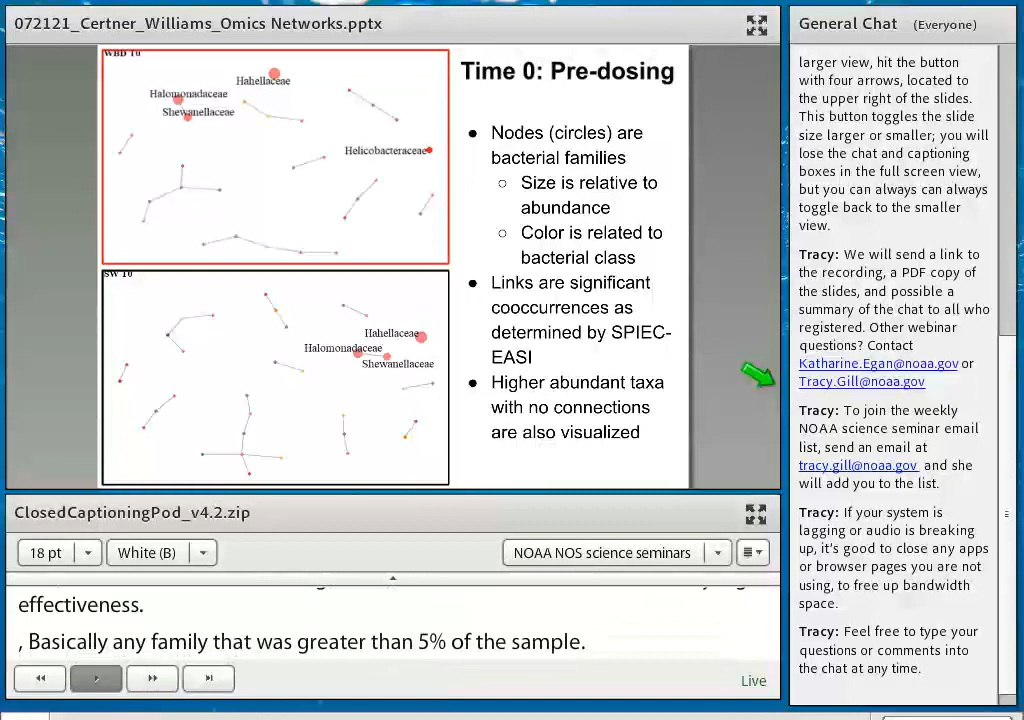 072121_Certner_Williams_Omics Networks.pptx
WBD T0
Hahellaceae
Halomonadaceae
Shewanellaceae
Helicobacteraceae
SW T0
Hahellaceae
Halomonadaceae
Shewanellaceae
Time 0: Pre-dosing
● Nodes (circles) are
bacterial families
○ Size is relative to
abundance
○ Color is related to
bacterial class
● Links are significant
cooccurrences as
determined by SPIEC-
EASI
● Higher abundant taxa
with no connections
are also visualized
ClosedCaptioningPod_v4.2.zip
18 pt
White (B)
NOAA NOS science seminars
effectiveness.
, Basically any family that was greater than 5% of the sample.
Live
General Chat (Everyone)
larger view, hit the button
with four arrows, located to
the upper right of the slides.
This button toggles the slide
size larger or smaller; you will
lose the chat and captioning
boxes in the full screen view,
but you can always can always
toggle back to the smaller
view.
Tracy: We will send a link to
the recording, a PDF copy of
the slides, and possible a
summary of the chat to all who
registered. Other webinar
questions? Contact
Katharine.Egan@noaa.gov or
Tracy.Gill@noaa.gov
Tracy: To join the weekly
NOAA science seminar email
list, send an email at
tracy.gill@noaa.gov and she
will add you to the list.
Tracy: If your system is
lagging or audio is breaking
up, it's good to close any apps
or browser pages you are not
using, to free up bandwidth
space.
Tracy: Feel free to type your
questions or comments into
the chat at any time.